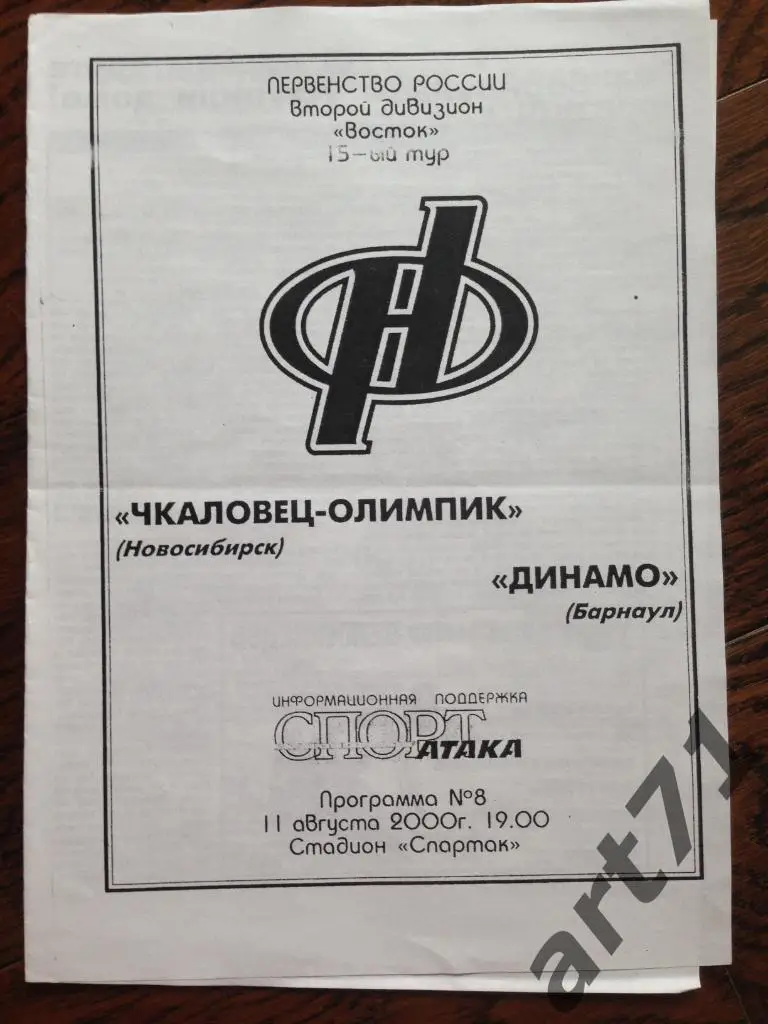 ПЕРВЕНСТВО РОССИИ
Второй дивизион
«Восток»
15-ый тур
«ЧКАЛОВЕЦ-ОЛИМПИК»
(Новосибирск)
«ДИНАМО»
(Барнаул)
ИНФОРМАЦИОННАЯ ПОДДЕРЖКА
СПОРТ
АТАКА
Программа №8
11 августа 2000г. 19.00
Стадион «Спартак»
art71